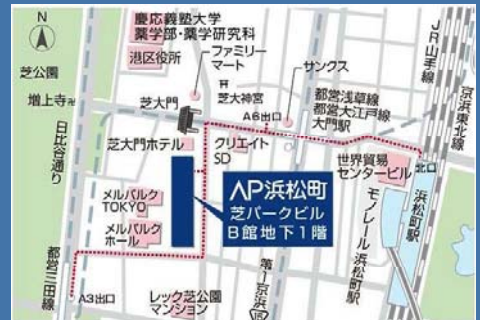 N
慶応義塾大学
薬学部・薬学研究科
港区役所
ファミリー
マート
サンクス
JR山手線
京浜東北線
芝公園
増上寺卍
芝大門
芝大神宮
A6出口
都営浅草線
都営大江戸線
大門駅
日比谷通り
芝大門ホテル
クリエイト
SD
世界貿易
センタービル
北口
浜松町駅
モノレール浜松町駅
AP浜松町
芝パークビル
B館地下1階
メルパルク
TOKYO
メルパルク
ホール
都営三田線
A3出口
レック芝公園
マンション
第1京浜
15